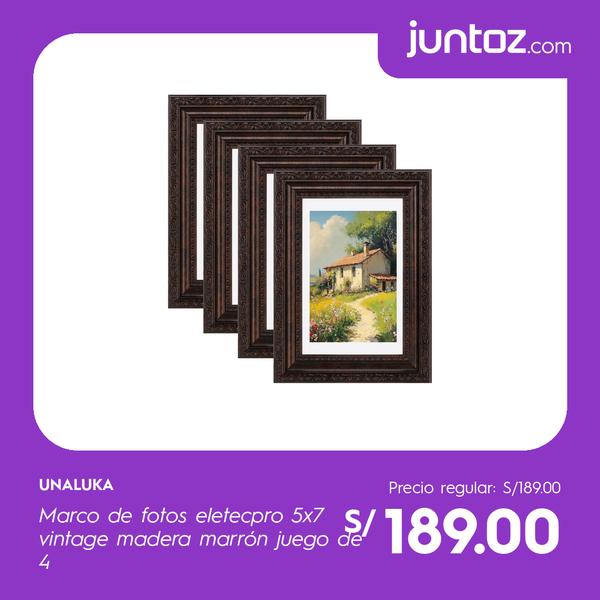 juntoz.com
UNALUKA
Precio regular: S/189.00
Marco de fotos eletecpro 5x7
vintage madera marrón juego de
4
S/ 189.00